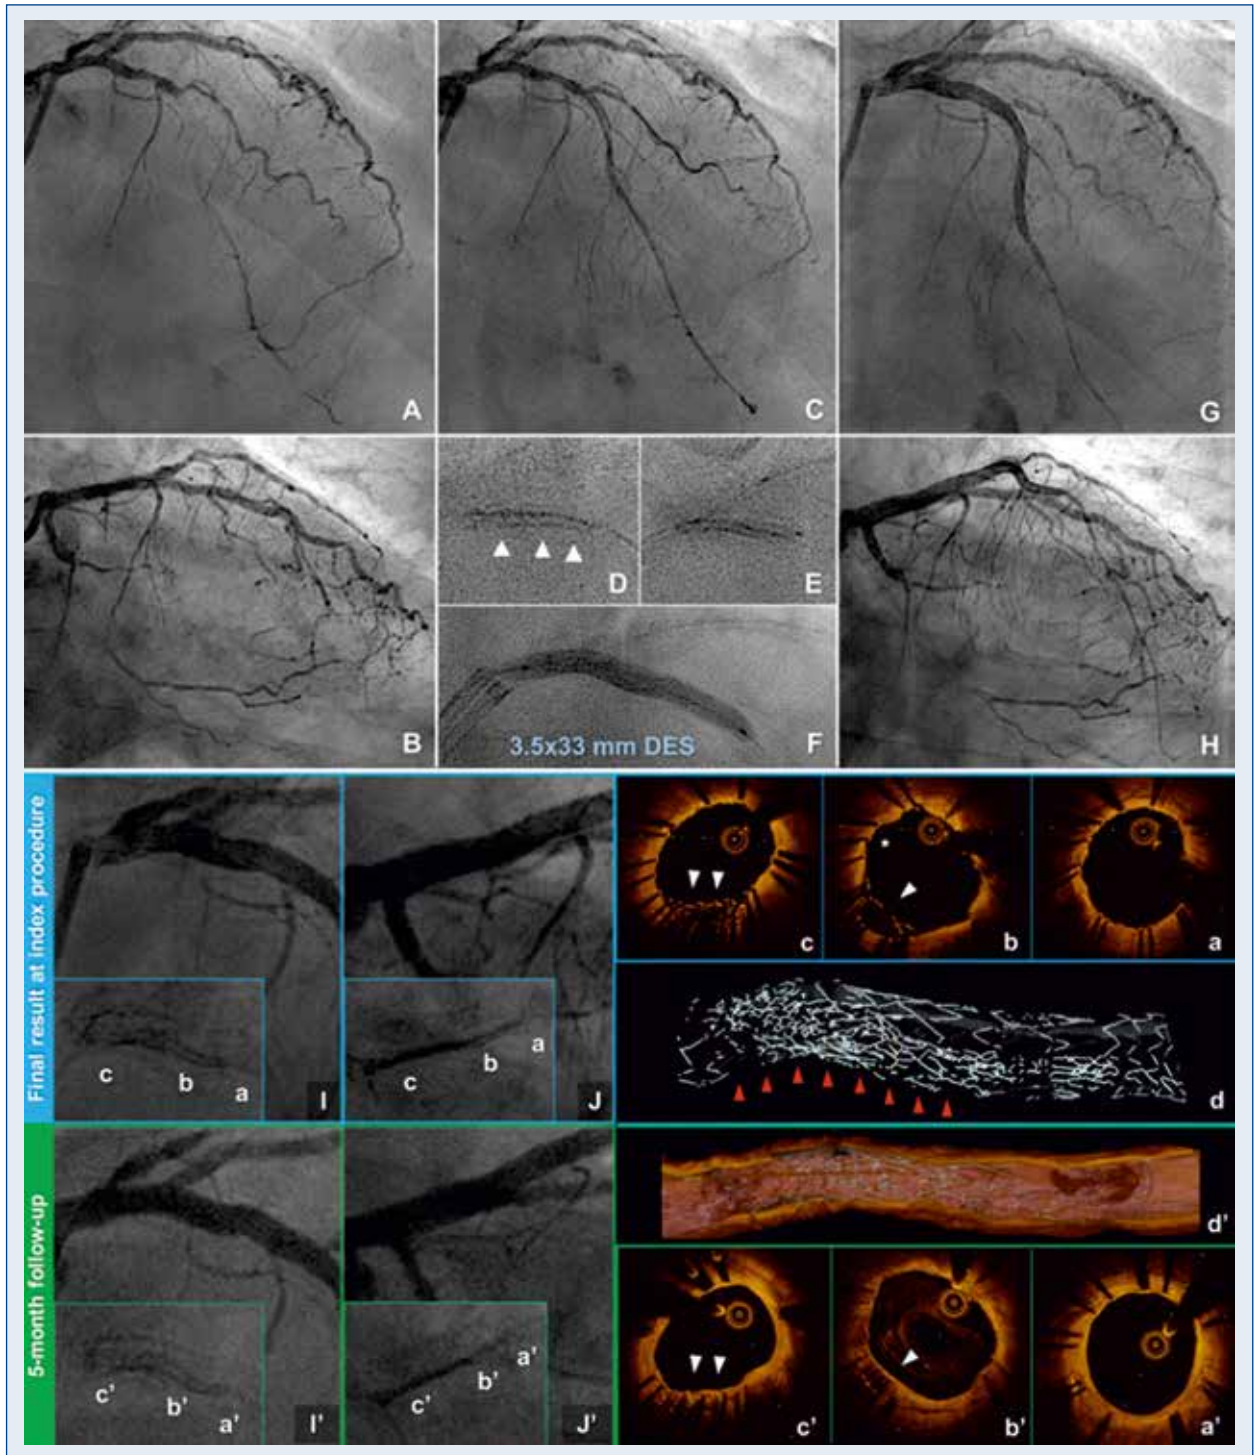 A
C
G
B
D
E
3.5x33 mm DES
F
H
Final result at index procedure
c
b
a
I
c
b
a
J
c
b
a
*
d
5-month follow-up
c'
b'
a'
I'
c'
b'
a'
J'
d'
c'
b'
a'